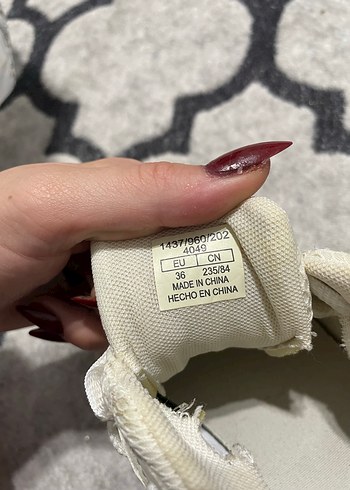 1437/960/202
4049
EU CN
36 235/84
MADE IN CHINA
HECHO EN CHINA